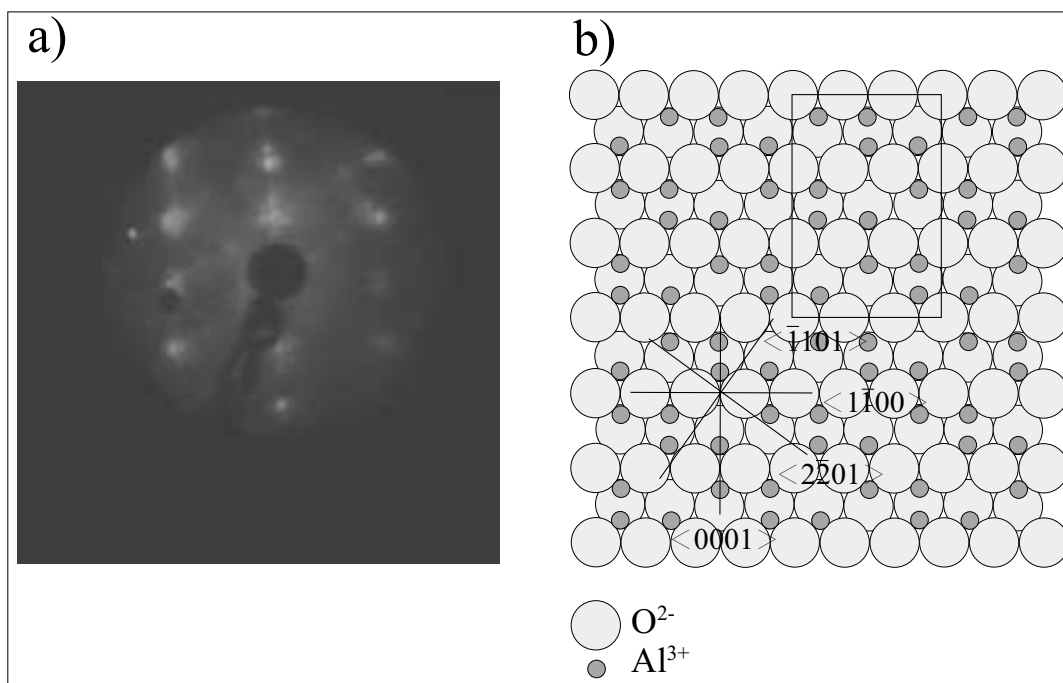 a)
b)
<1̅101>
<11̅00>
<22̅01>
<0001>
O²⁻
Al³⁺